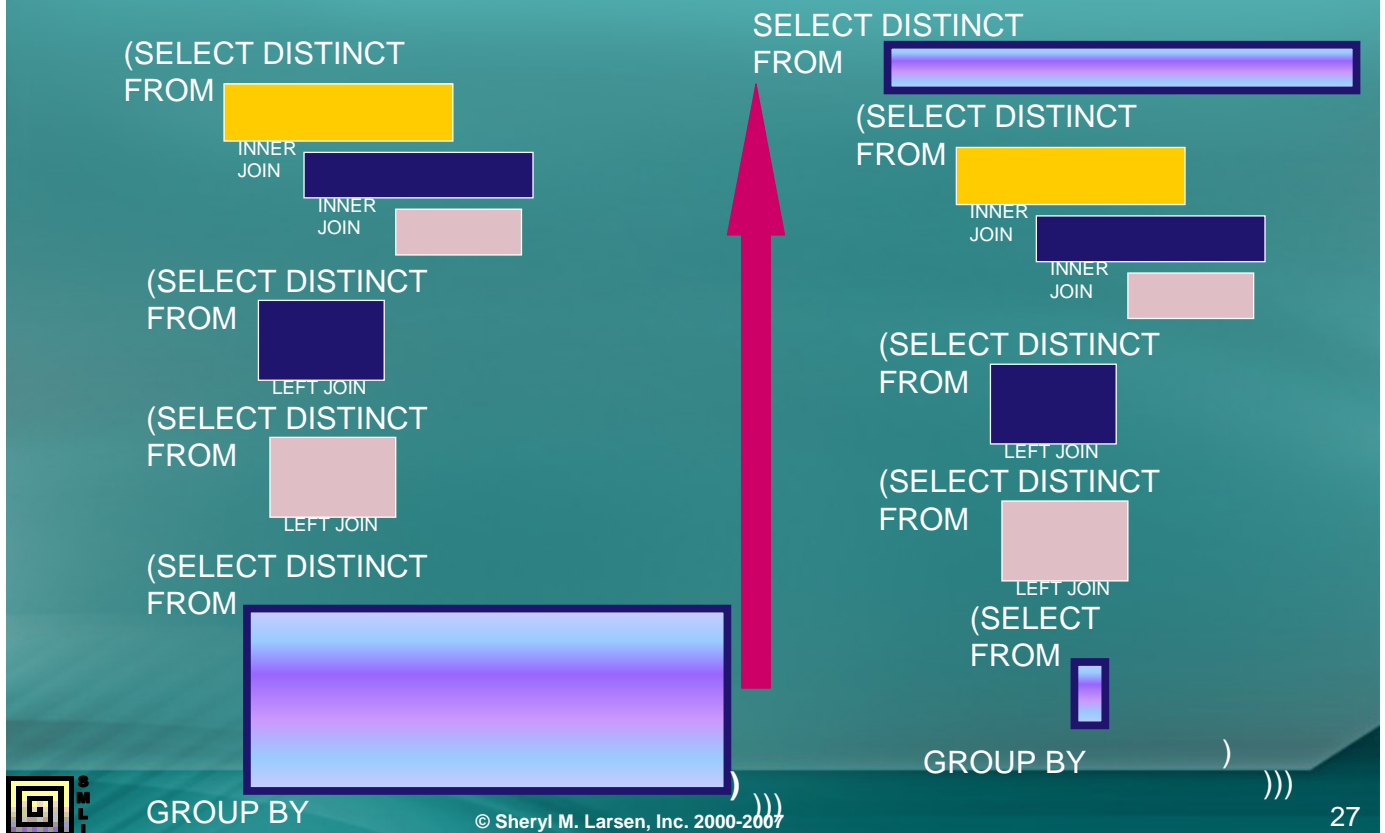 (SELECT DISTINCT
FROM
INNER
JOIN
INNER
JOIN
(SELECT DISTINCT
FROM
LEFT JOIN
(SELECT DISTINCT
FROM
LEFT JOIN
(SELECT DISTINCT
FROM
)
GROUP BY
)))
SELECT DISTINCT
FROM
(SELECT DISTINCT
FROM
INNER
JOIN
INNER
JOIN
(SELECT DISTINCT
FROM
LEFT JOIN
(SELECT DISTINCT
FROM
LEFT JOIN
(SELECT
FROM
GROUP BY )
)))
S
M
L
I
© Sheryl M. Larsen, Inc. 2000-2007
27